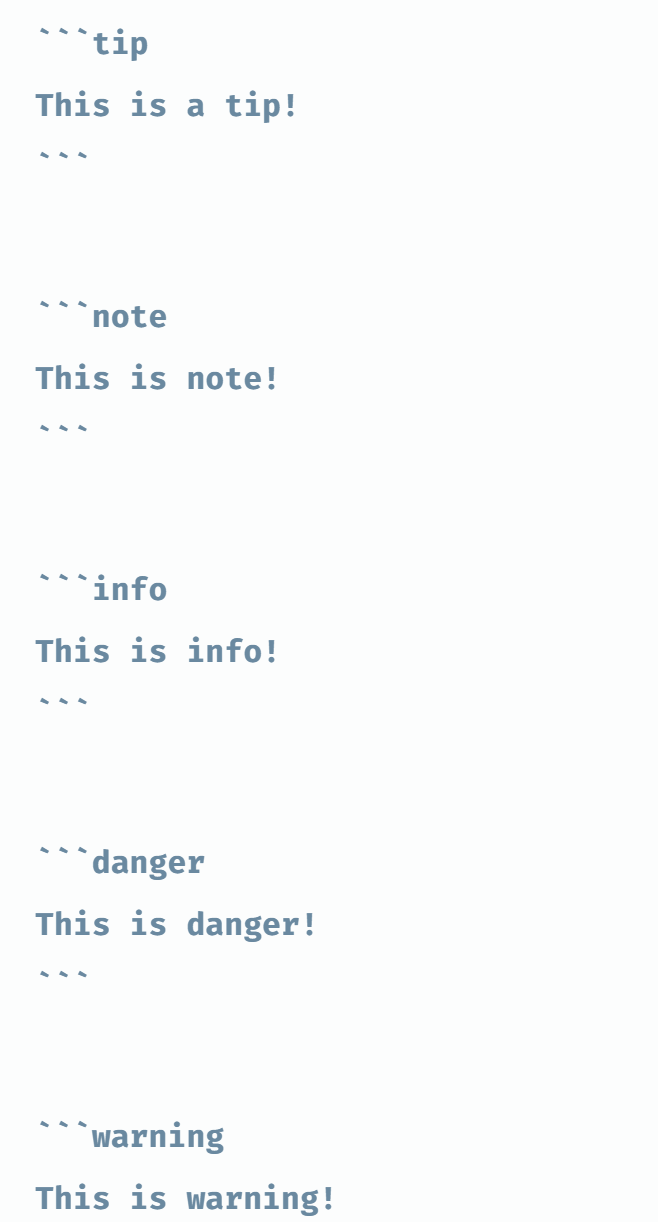 ```tip
This is a tip!
```
```note
This is note!
```
```info
This is info!
```
```danger
This is danger!
```
```warning
This is warning!